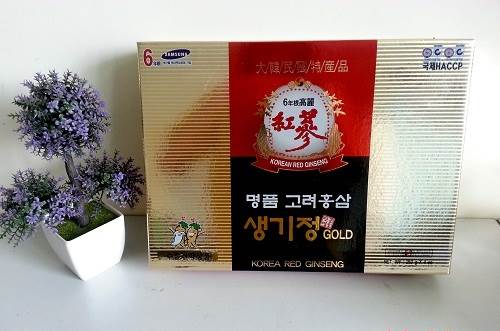 6
SAMSUNG
국제HACCP
大/韓/民/國/特/産/品
6年根高麗
紅蔘
KOREAN RED GINSENG
명품 고려홍삼
생기정 GOLD
KOREA RED GINSENG